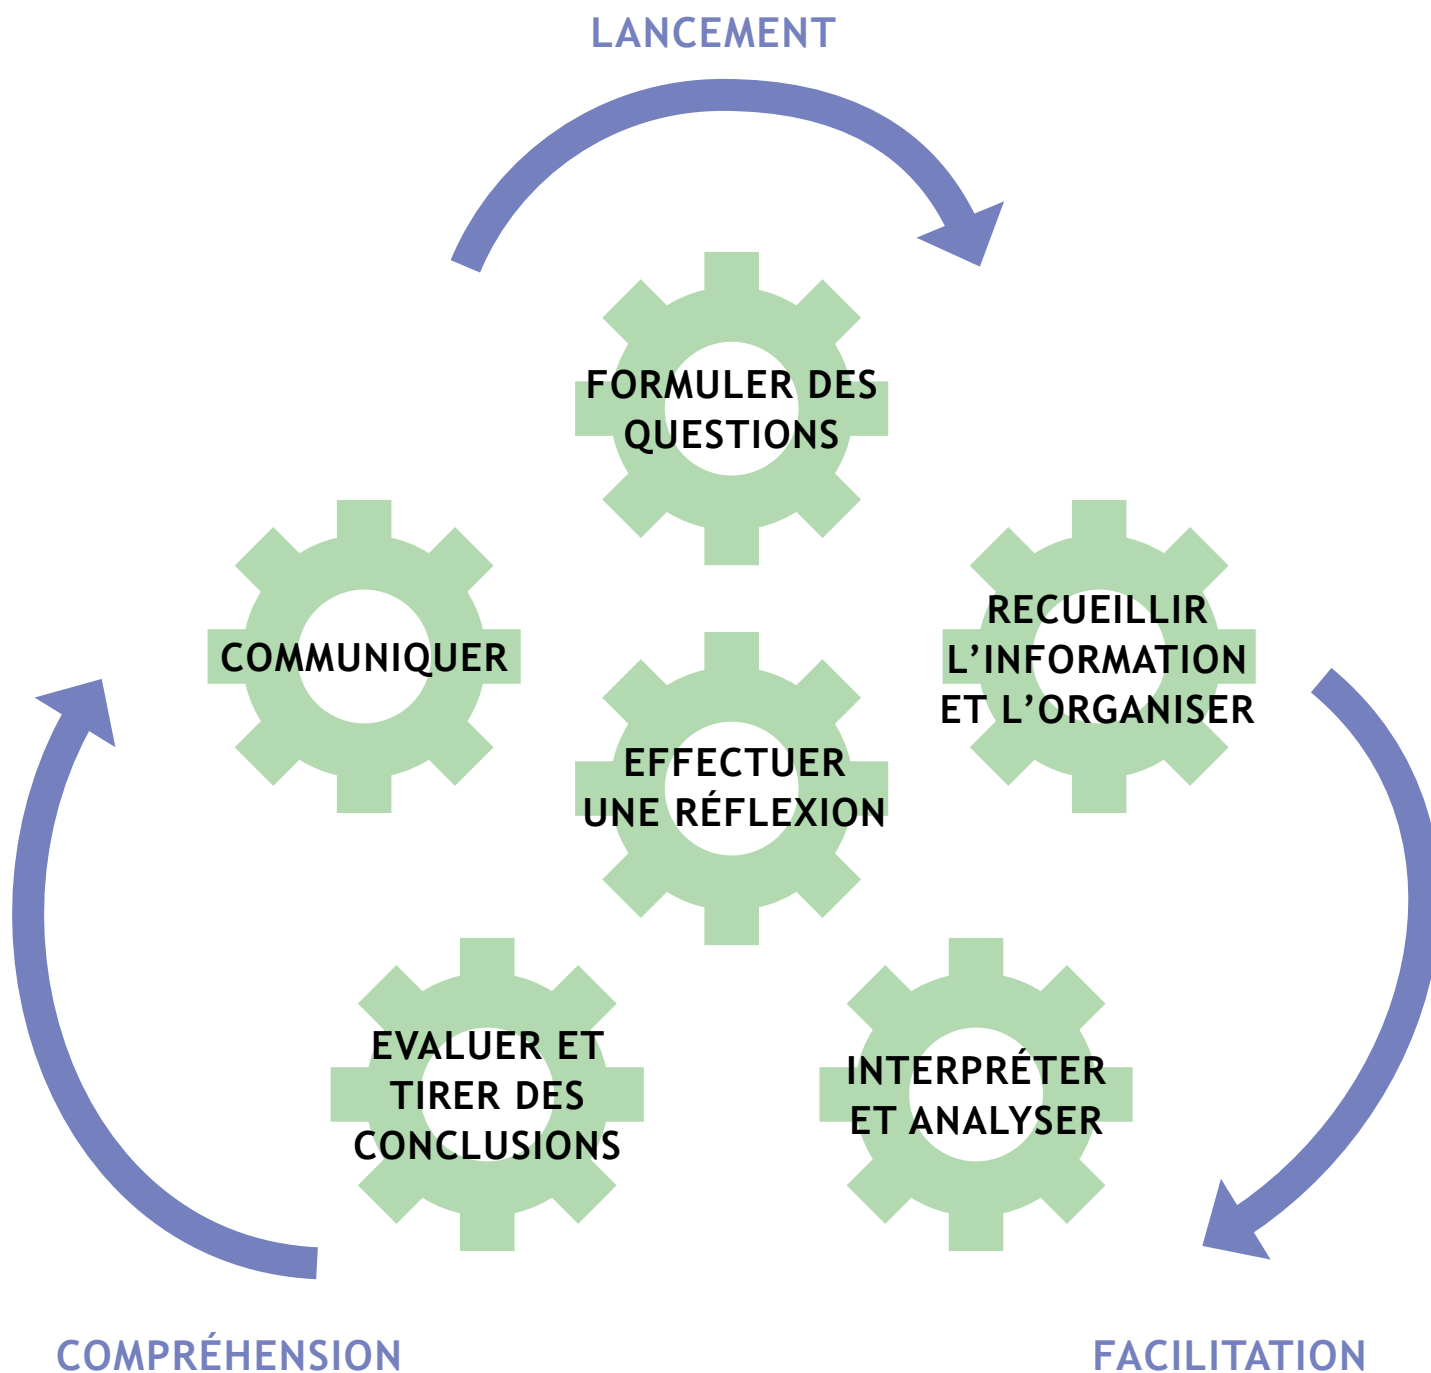 LANCEMENT
FORMULER DES
QUESTIONS
RECUEILLIR
L’INFORMATION
ET L’ORGANISER
COMMUNIQUER
EFFECTUER
UNE RÉFLEXION
EVALUER ET
TIRER DES
CONCLUSIONS
INTERPRÉTER
ET ANALYSER
COMPRÉHENSION
FACILITATION